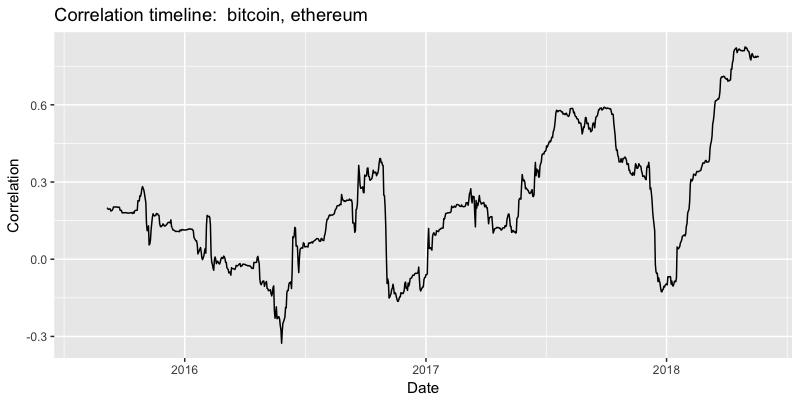 Correlation timeline:  bitcoin, ethereum
Correlation
0.6
0.3
0.0
-0.3
2016
2017
2018
Date